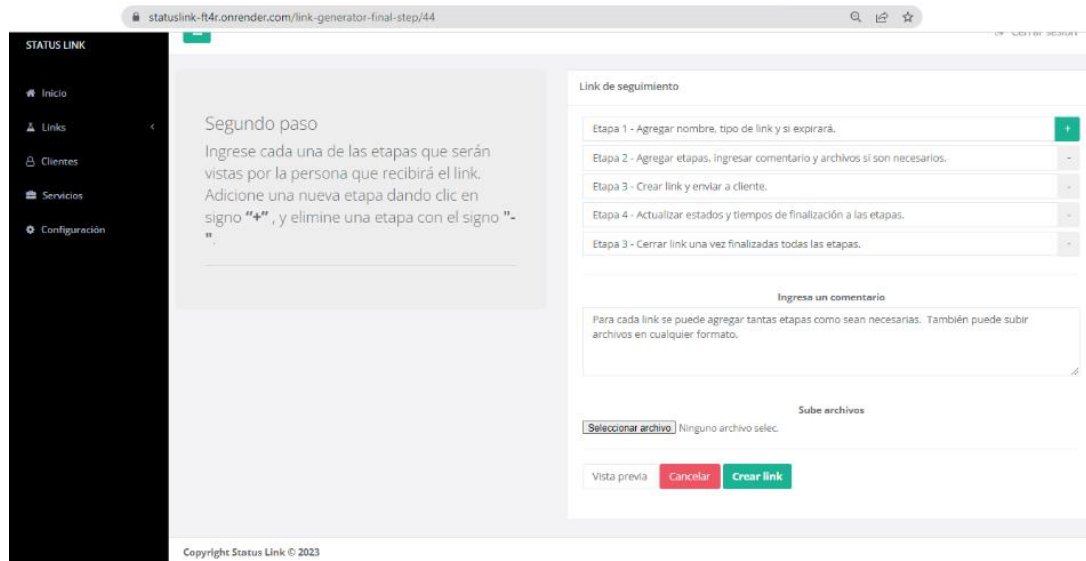 statuslink-ft4r.onrender.com/link-generator-final-step/44
STATUS LINK
Cerrar sesión
Inicio
Links
Clientes
Servicios
Configuración
Segundo paso
Ingrese cada una de las etapas que serán
vistas por la persona que recibirá el link.
Adicione una nueva etapa dando clic en
signo "+" , y elimine una etapa con el signo "-
".
Link de seguimiento
Etapa 1 - Agregar nombre, tipo de link y si expirará. +
Etapa 2 - Agregar etapas, ingresar comentario y archivos si son necesarios. -
Etapa 3 - Crear link y enviar a cliente. -
Etapa 4 - Actualizar estados y tiempos de finalización a las etapas. -
Etapa 3 - Cerrar link una vez finalizadas todas las etapas. -
Ingresa un comentario
Para cada link se puede agregar tantas etapas como sean necesarias. También puede subir
archivos en cualquier formato.
Sube archivos
Seleccionar archivo Ninguno archivo selec.
Vista previa Cancelar Crear link
Copyright Status Link © 2023